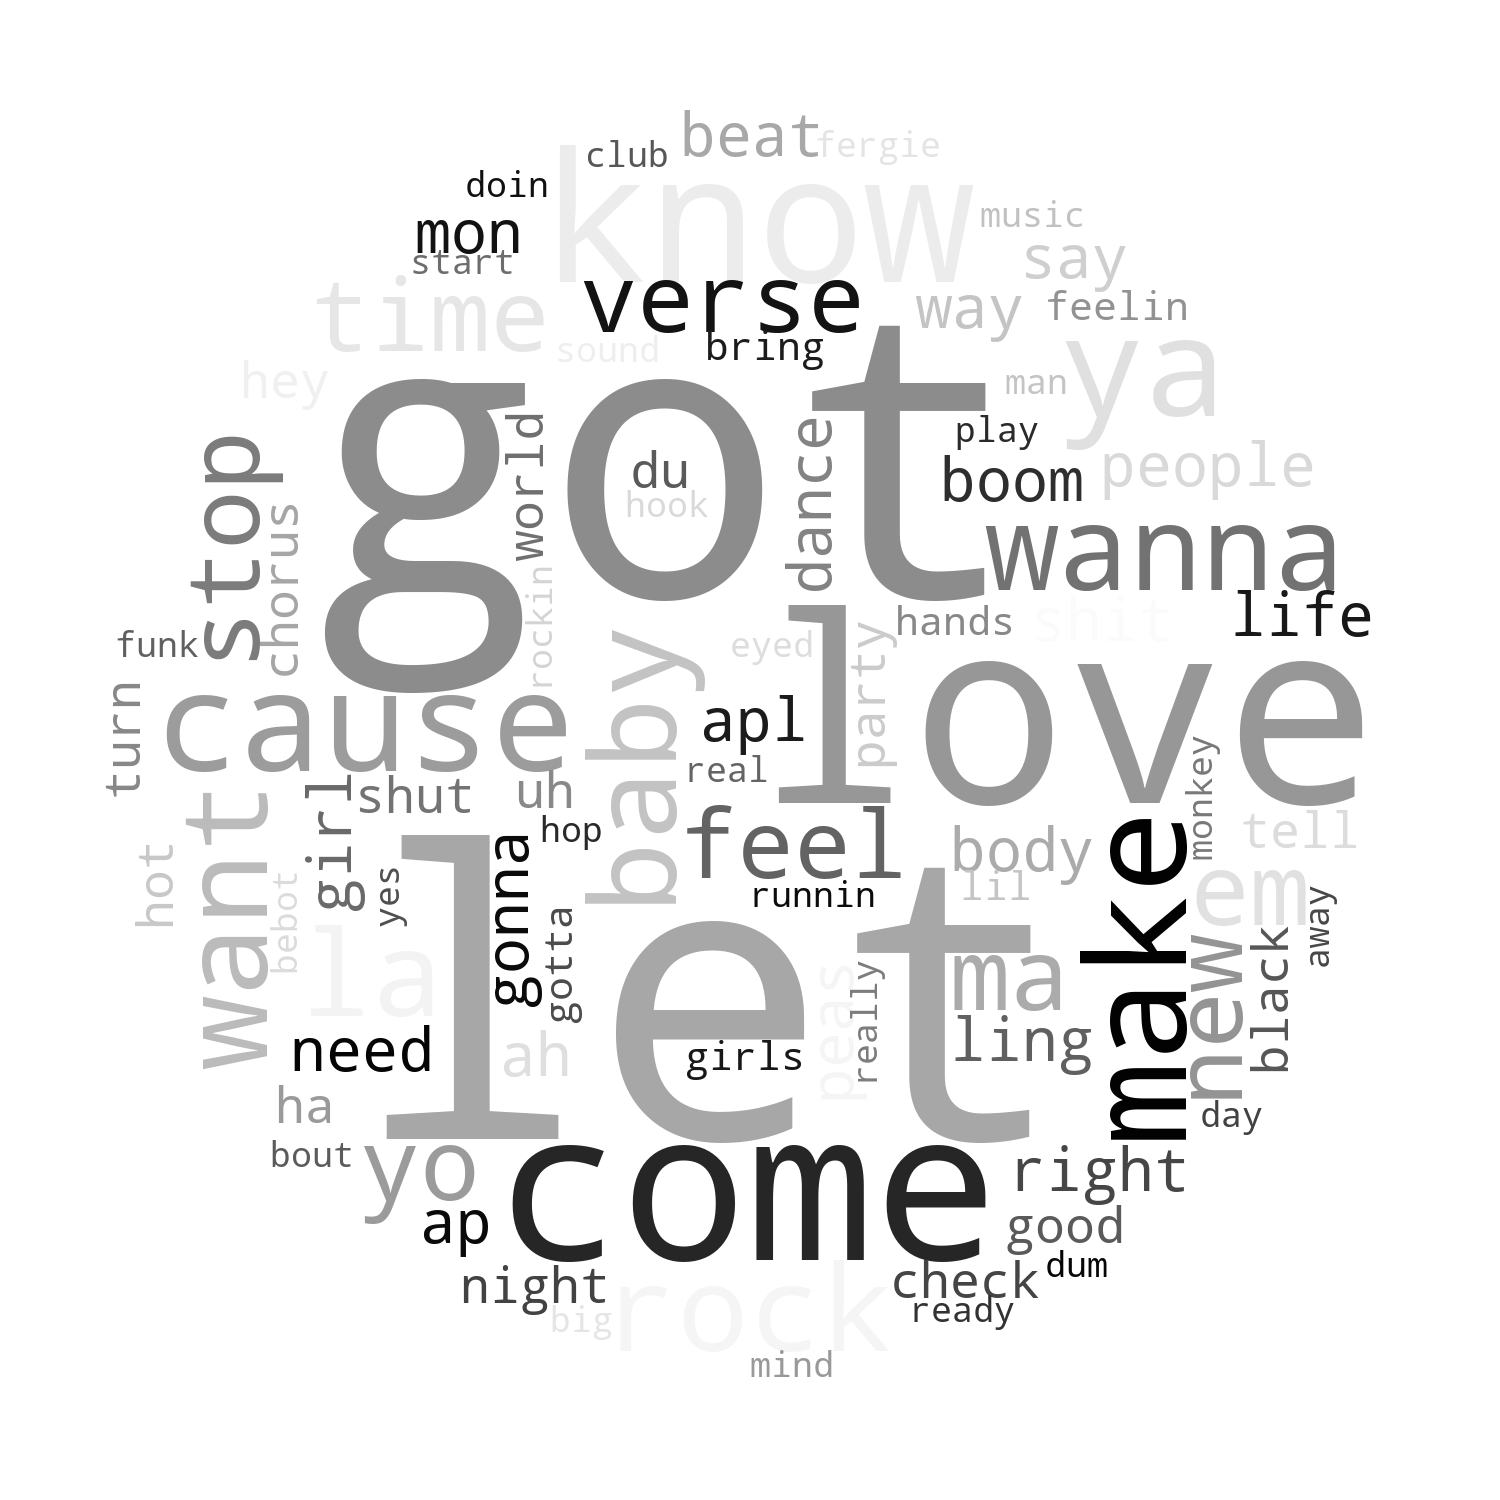 beat
fergie
club
know
doin
music
mon
say
start
verse
way
feelin
time
bring
sound
ya
hey
man
got
world
dance
play
du
boom
people
hook
stop
chorus
wanna
rockin
life
hands
shit
funk
love
eyed
party
baby
turn
cause
apl
real
monkey
girl
shut
uh
want
hop
feel
body
make
tell
hot
yes
gonna
runnin
lil
em
bebot
gotta
away
la
let
peas
really
ma
new
black
need
ah
girls
ling
ha
day
bout
yo
come
right
ap
good
night
check
dum
rock
ready
big
mind